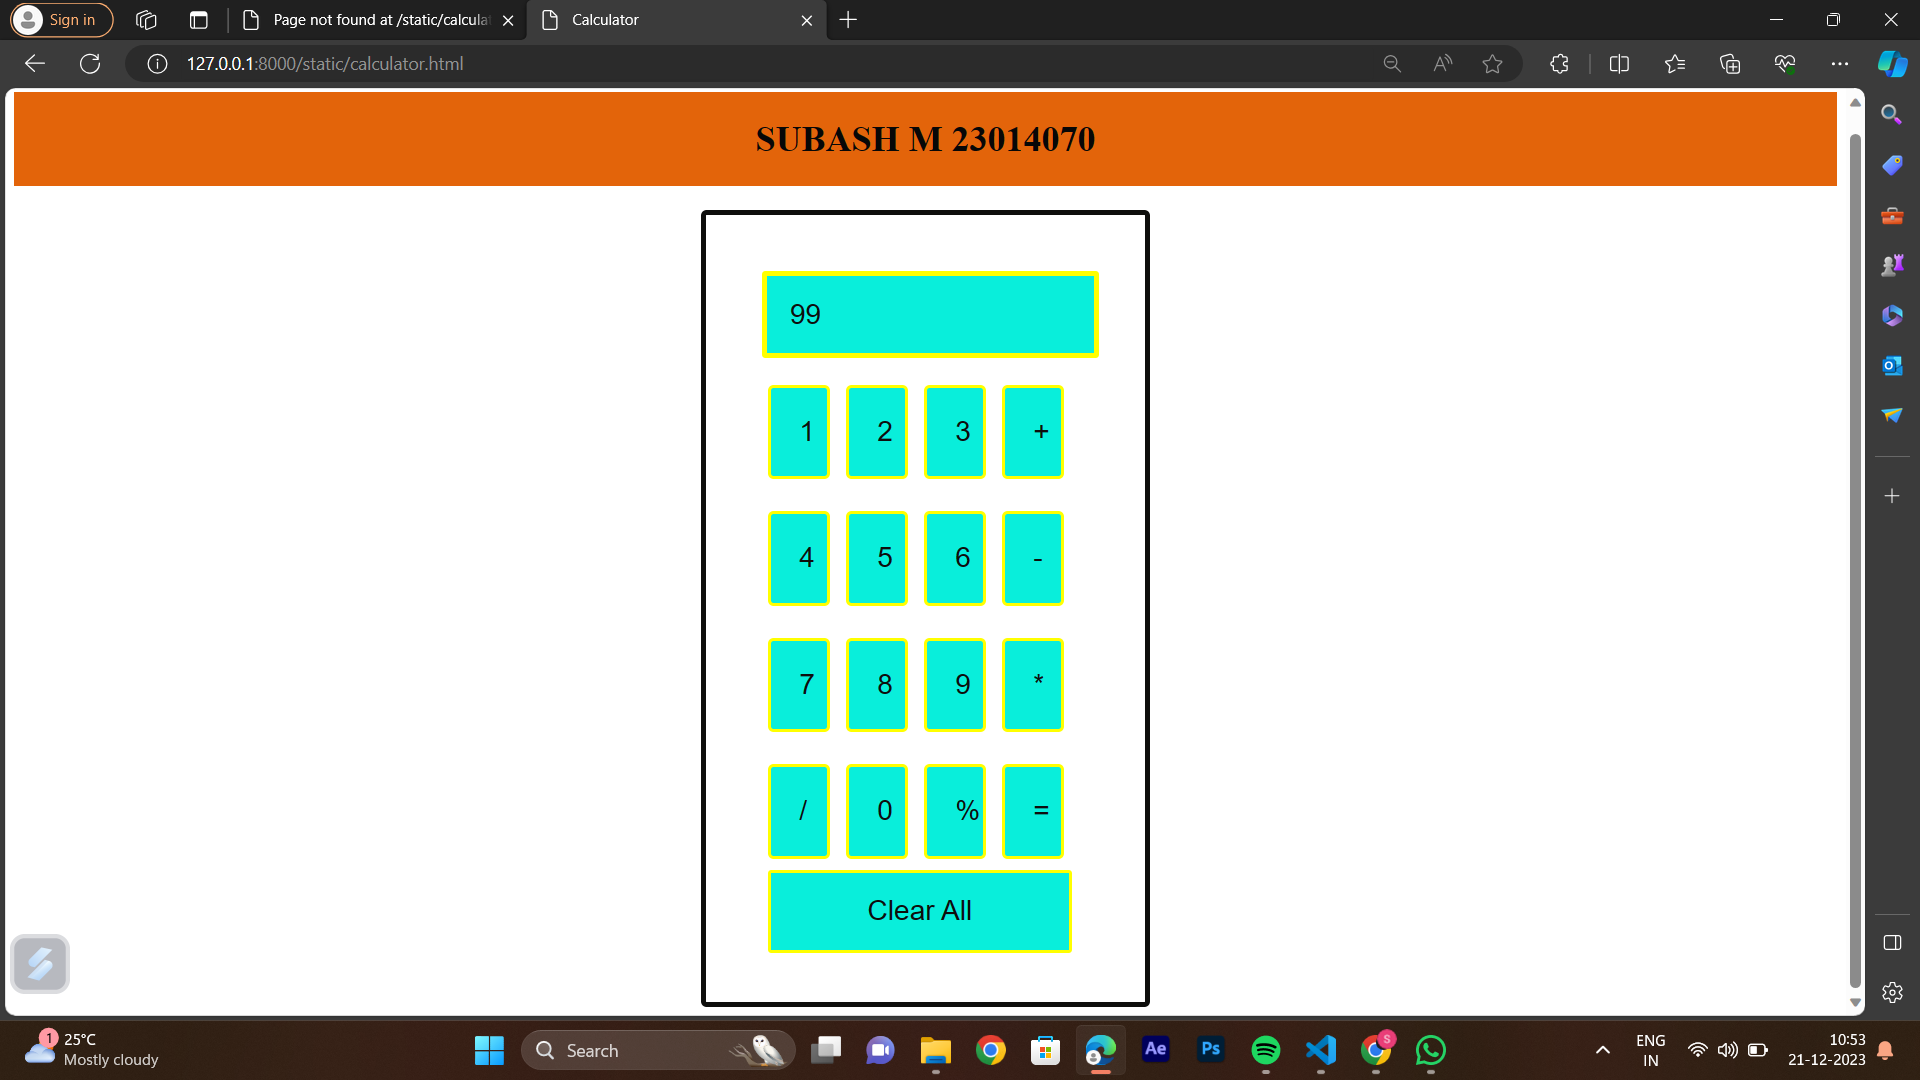 Sign in
Page not found at /static/calcula
Calculator
127.0.0.1:8000/static/calculator.html
SUBASH M 23014070
99
1 2 3 +
4 5 6 -
7 8 9 *
/ 0 % =
Clear All
1
25°C
Mostly cloudy
Search
Ae
Ps
S
ENG
IN
10:53
21-12-2023